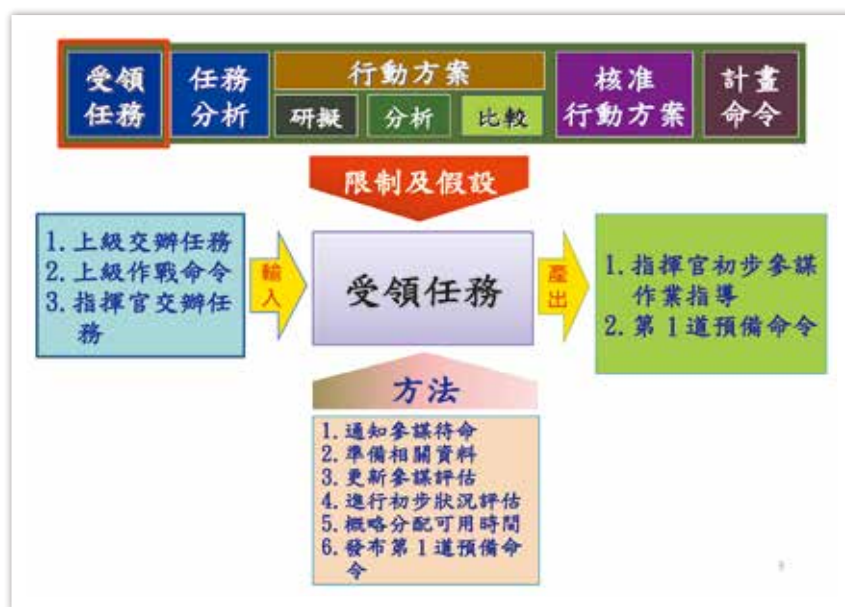 受領
任務
任務
分析
行動方案
研擬
分析
比較
核准
行動方案
計畫
命令
限制及假設
1. 上級交辦任務
2. 上級作戰命令
3. 指揮官交辦任
務
輸
入
受領任務
產
出
1. 指揮官初步參謀
作業指導
2. 第 1 道預備命令
方法
1. 通知參謀待命
2. 準備相關資料
3. 更新參謀評估
4. 進行初步狀況評估
5. 概略分配可用時間
6. 發布第 1 道預備命
令